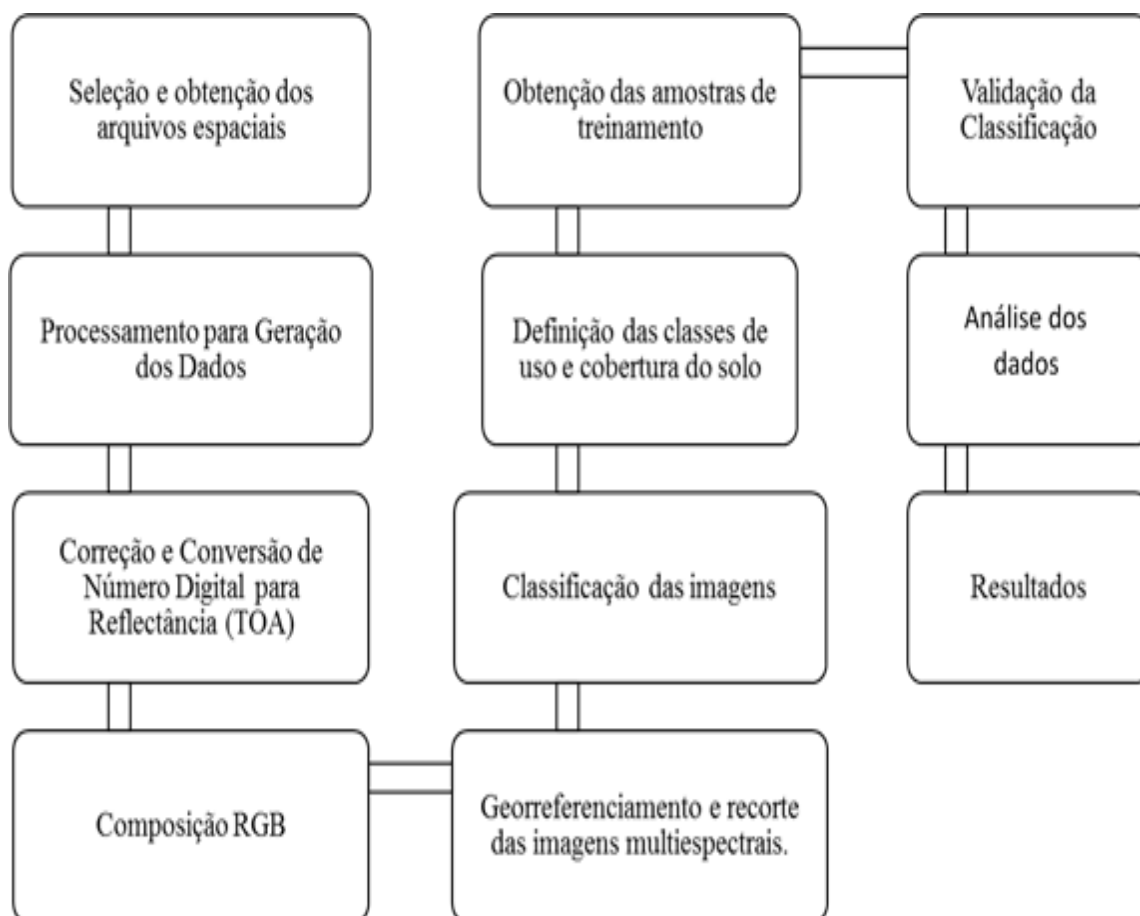 Seleção e obtenção dos
arquivos espaciais
Processamento para Geração
dos Dados
Correção e Conversão de
Número Digital para
Reflectância (TOA)
Composição RGB
Georreferenciamento e recorte
das imagens multiespectrais.
Classificação das imagens
Definição das classes de
uso e cobertura do solo
Obtenção das amostras de
treinamento
Validação da
Classificação
Análise dos
dados
Resultados